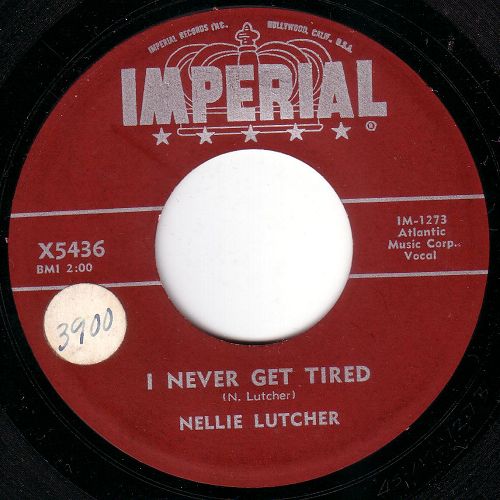 IMPERIAL RECORDS INC. HOLLYWOOD, CALIF. U.S.A.
IMPERIAL
®
X5436
BMI 2:00
IM-1273
Atlantic
Music Corp.
Vocal
3900
I NEVER GET TIRED
(N. Lutcher)
NELLIE LUTCHER